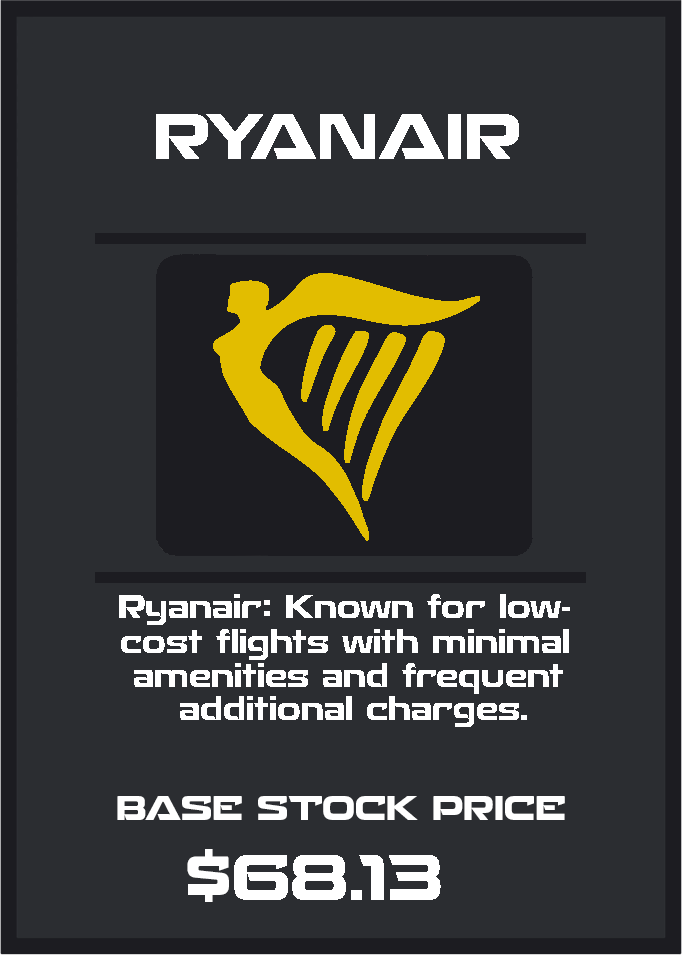 RYANAIR
Ryanair: Known for low-
cost flights with minimal
amenities and frequent
additional charges.
BASE STOCK PRICE
$68.13